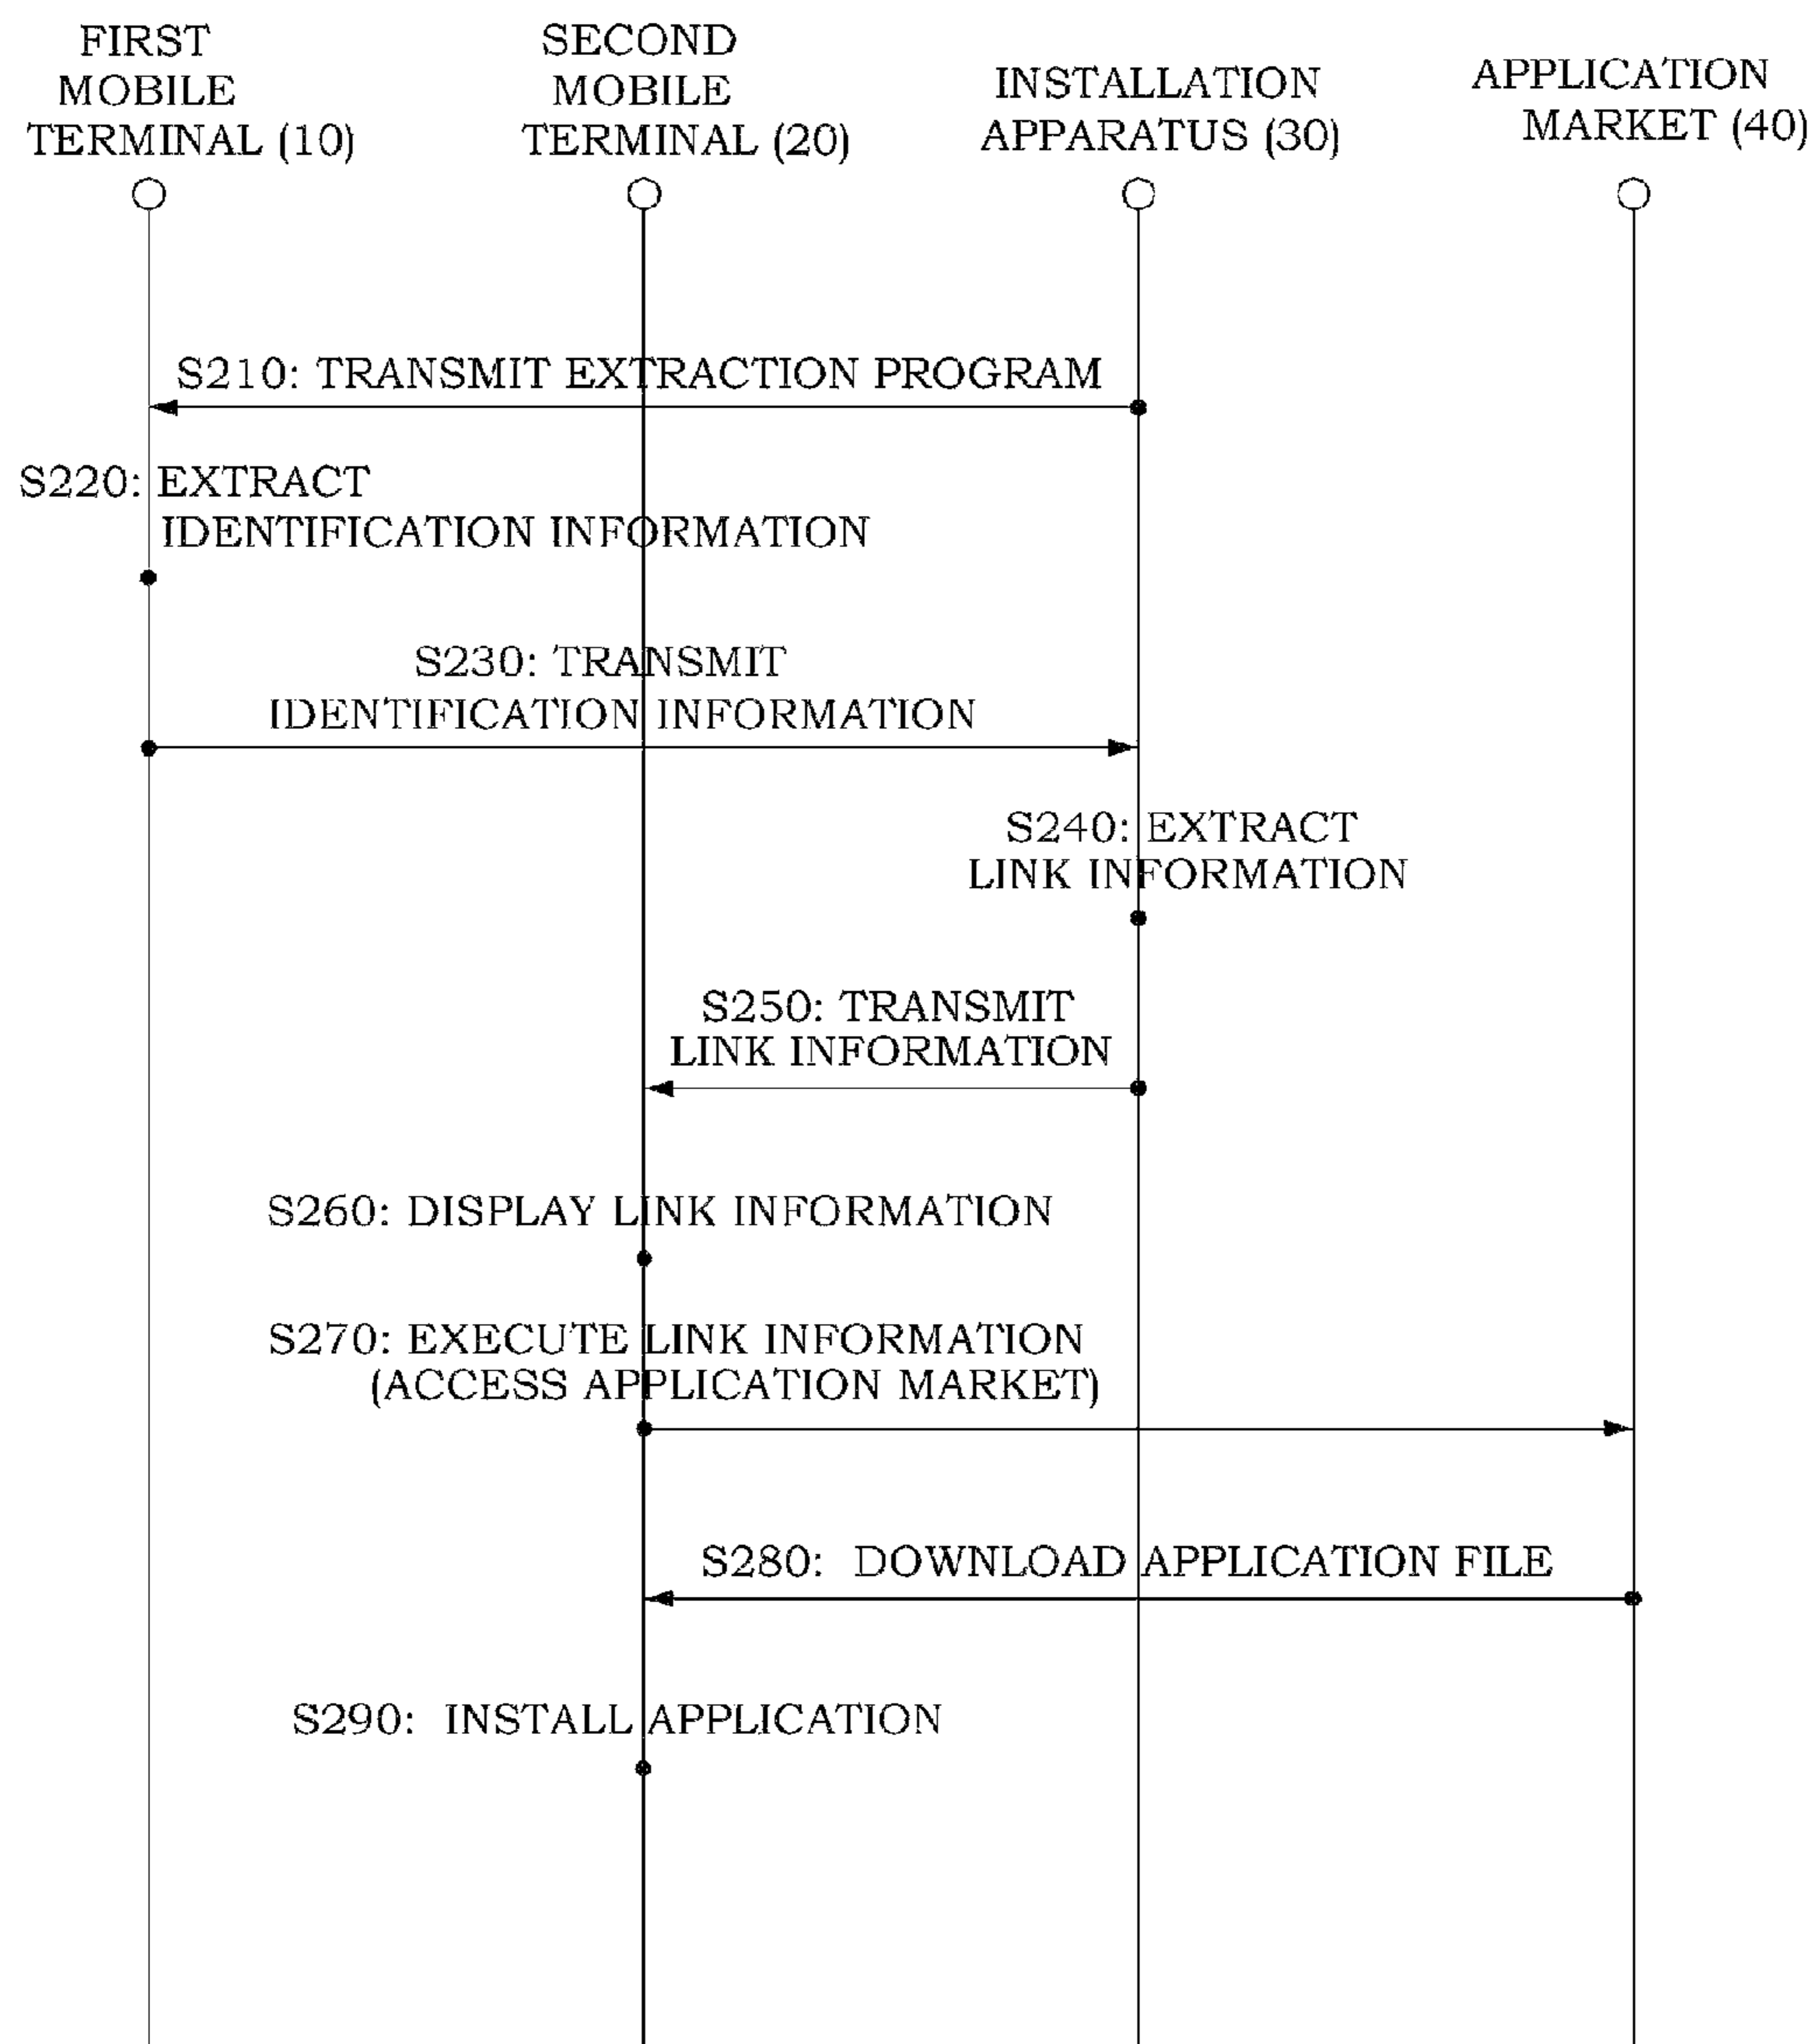 FIRST
MOBILE
TERMINAL (10)
SECOND
MOBILE
TERMINAL (20)
INSTALLATION
APPARATUS (30)
APPLICATION
MARKET (40)
S210: TRANSMIT EXTRACTION PROGRAM
S220: EXTRACT
IDENTIFICATION INFORMATION
S230: TRANSMIT
IDENTIFICATION INFORMATION
S240: EXTRACT
LINK INFORMATION
S250: TRANSMIT
LINK INFORMATION
S260: DISPLAY LINK INFORMATION
S270: EXECUTE LINK INFORMATION
(ACCESS APPLICATION MARKET)
S280: DOWNLOAD APPLICATION FILE
S290: INSTALL APPLICATION